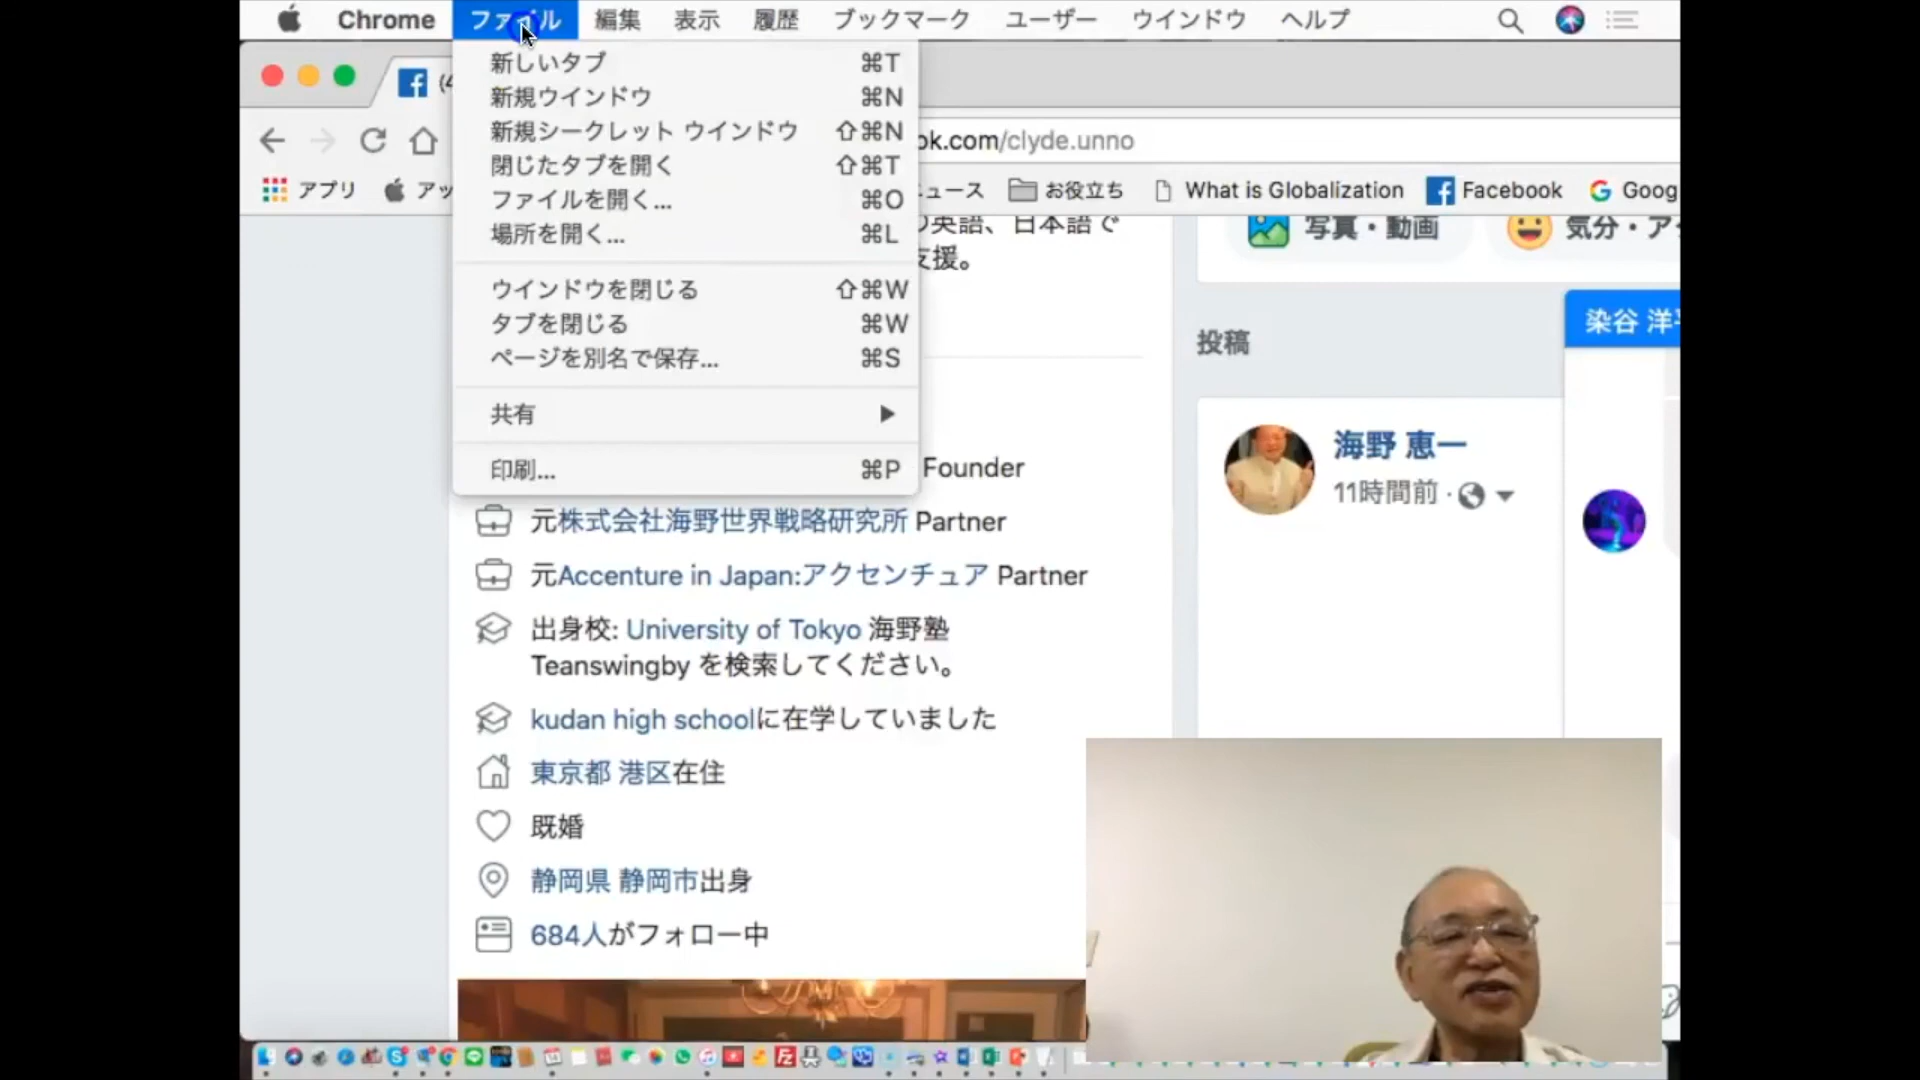 Chrome ファイル 編集 表示 履歴 ブックマーク ユーザー ウインドウ ヘルプ
新しいタブ ⌘T
新規ウインドウ ⌘N
新規シークレット ウインドウ ⇧⌘N
閉じたタブを開く ⇧⌘T
ファイルを開く... ⌘O
場所を開く... ⌘L
ウインドウを閉じる ⇧⌘W
タブを閉じる ⌘W
ページを別名で保存... ⌘S
共有
印刷... ⌘P
ok.com/clyde.unno
アプリ
ュース お役立ち What is Globalization Facebook Goog
の英語、日本語で
支援。
写真・動画 気分・ア
投稿
染谷 洋平
海野 恵一
11時間前 ·
Founder
元株式会社海野世界戦略研究所 Partner
元Accenture in Japan:アクセンチュア Partner
出身校: University of Tokyo 海野塾
Teanswingby を検索してください。
kudan high schoolに在学していました
東京都 港区在住
既婚
静岡県 静岡市出身
684人がフォロー中